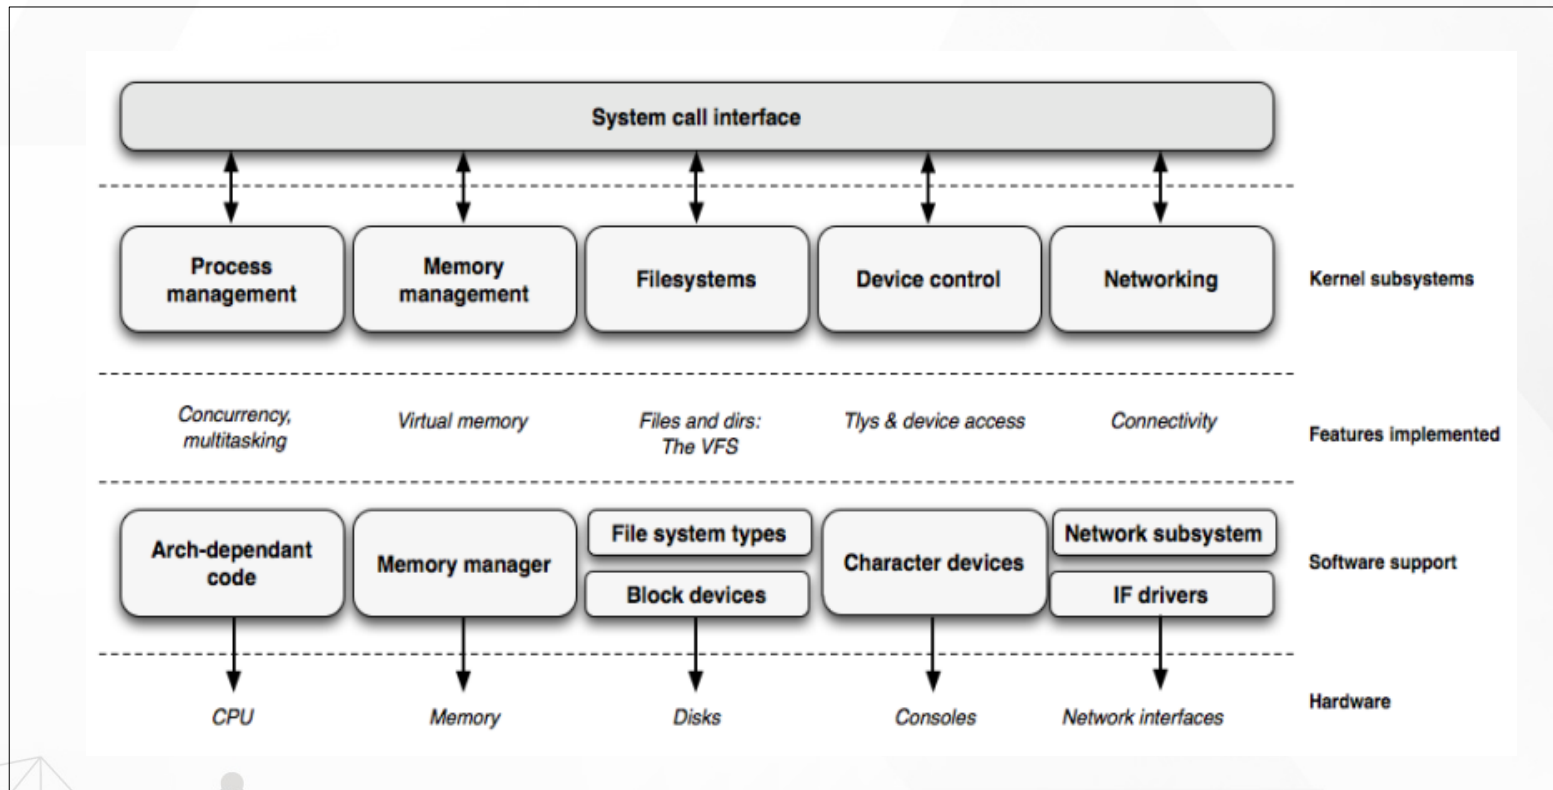 System call interface
Process
management
Memory
management
Filesystems
Device control
Networking
Kernel subsystems
Concurrency,
multitasking
Virtual memory
Files and dirs:
The VFS
Tlys & device access
Connectivity
Features implemented
Arch-dependant
code
Memory manager
File system types
Block devices
Character devices
Network subsystem
IF drivers
Software support
CPU
Memory
Disks
Consoles
Network interfaces
Hardware